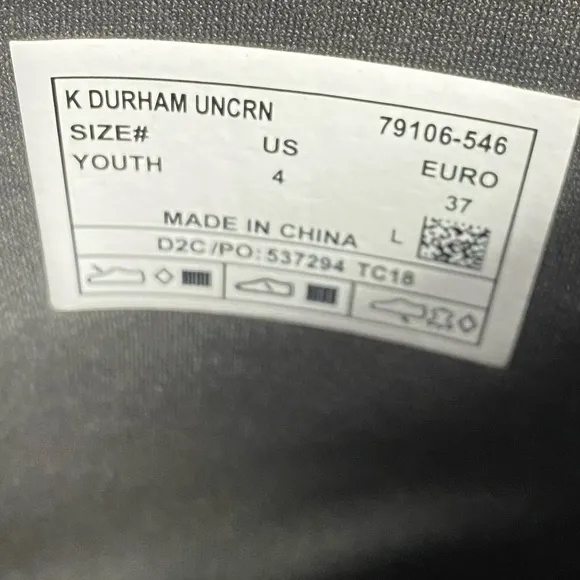 K DURHAM UNCRN 79106-546
SIZE# US EURO
YOUTH 4 37
MADE IN CHINA L
D2C/PO: 537294 TC18